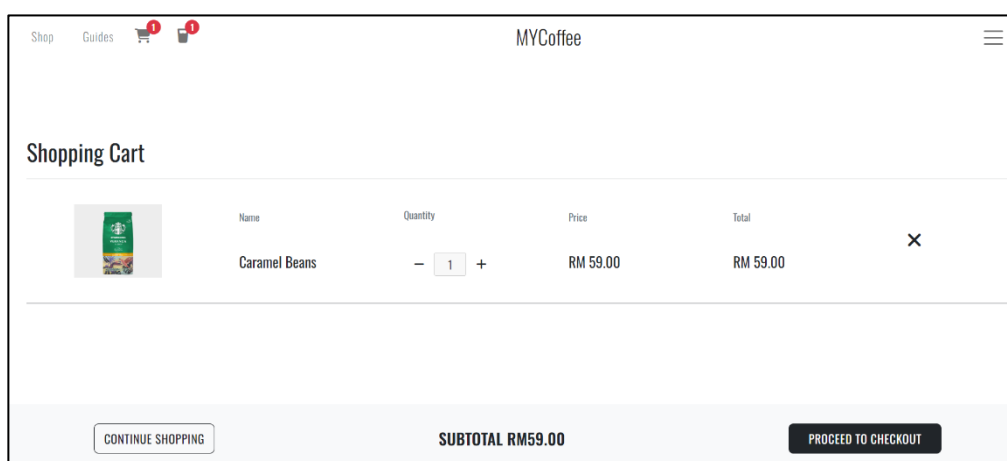 Shop Guides 1 1 MYCoffee
Shopping Cart
Name Quantity Price Total
Caramel Beans − 1 + RM 59.00 RM 59.00 ×
CONTINUE SHOPPING SUBTOTAL RM59.00 PROCEED TO CHECKOUT